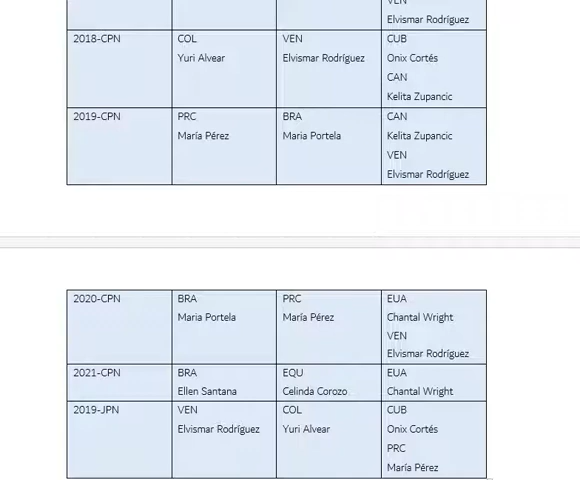 VEN
Elvismar Rodríguez
2018-CPN COL VEN CUB
Yuri Alvear Elvismar Rodríguez Onix Cortés
CAN
Kelita Zupancic
2019-CPN PRC BRA CAN
María Pérez Maria Portela Kelita Zupancic
VEN
Elvismar Rodríguez
2020-CPN BRA PRC EUA
Maria Portela María Pérez Chantal Wright
VEN
Elvismar Rodríguez
2021-CPN BRA EQU EUA
Ellen Santana Celinda Corozo Chantal Wright
2019-JPN VEN COL CUB
Elvismar Rodríguez Yuri Alvear Onix Cortés
PRC
María Pérez